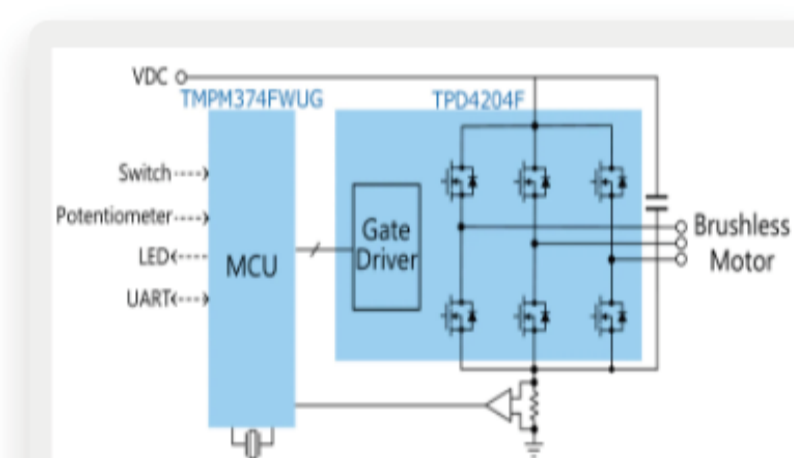 VDC
TMPM374FWUG
TPD4204F
Switch
Potentiometer
LED
UART
MCU
Gate
Driver
Brushless
Motor